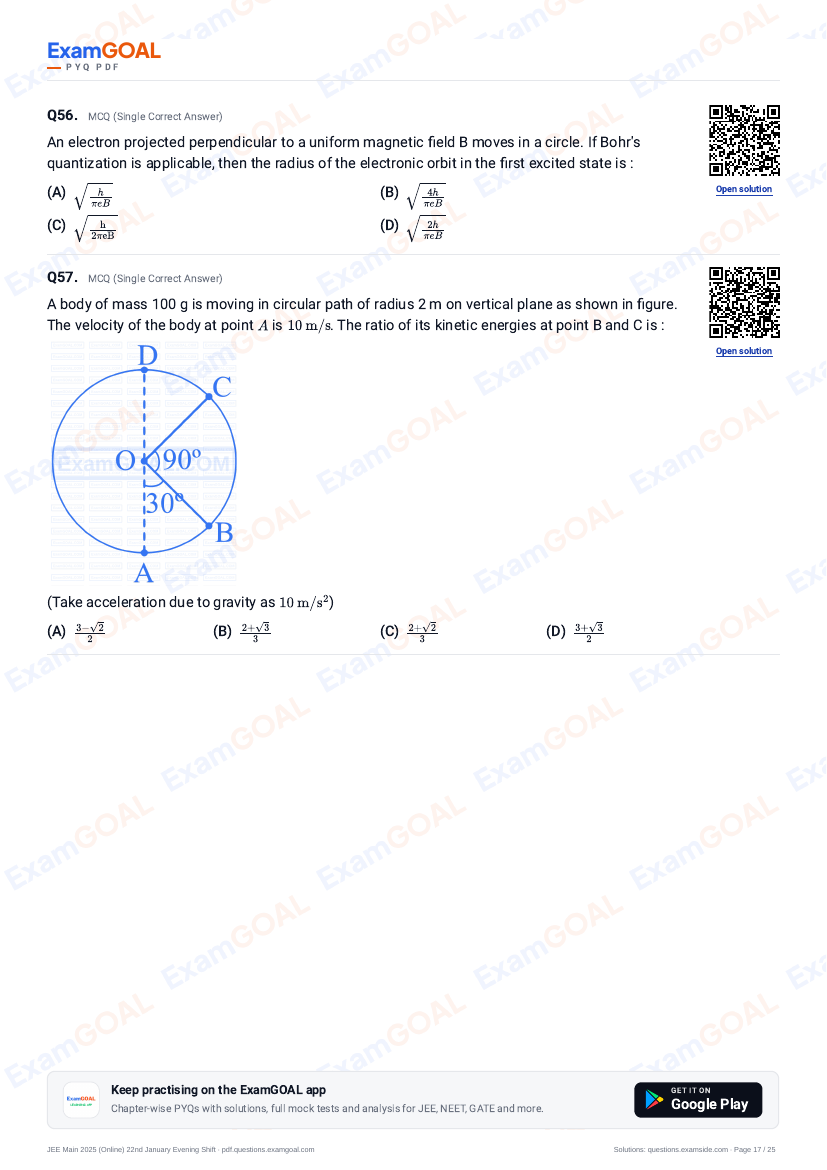 ExamGOAL
PYQ PDF
Q56. MCQ (Single Correct Answer)
An electron projected perpendicular to a uniform magnetic field B moves in a circle. If Bohr's
quantization is applicable, then the radius of the electronic orbit in the first excited state is :
(A) √(h/πeB) (B) √(4h/πeB)
(C) √(h/2πeB) (D) √(2h/πeB)
Open solution
Q57. MCQ (Single Correct Answer)
A body of mass 100 g is moving in circular path of radius 2 m on vertical plane as shown in figure.
The velocity of the body at point A is 10 m/s. The ratio of its kinetic energies at point B and C is :
Open solution
D
C
O 90°
30°
B
A
(Take acceleration due to gravity as 10 m/s²)
(A) (3−√2)/2 (B) (2+√3)/3 (C) (2+√2)/3 (D) (3+√3)/2
Keep practising on the ExamGOAL app
Chapter-wise PYQs with solutions, full mock tests and analysis for JEE, NEET, GATE and more.
GET IT ON
Google Play
JEE Main 2025 (Online) 22nd January Evening Shift · pdf.questions.examgoal.com
Solutions: questions.examside.com · Page 17 / 25